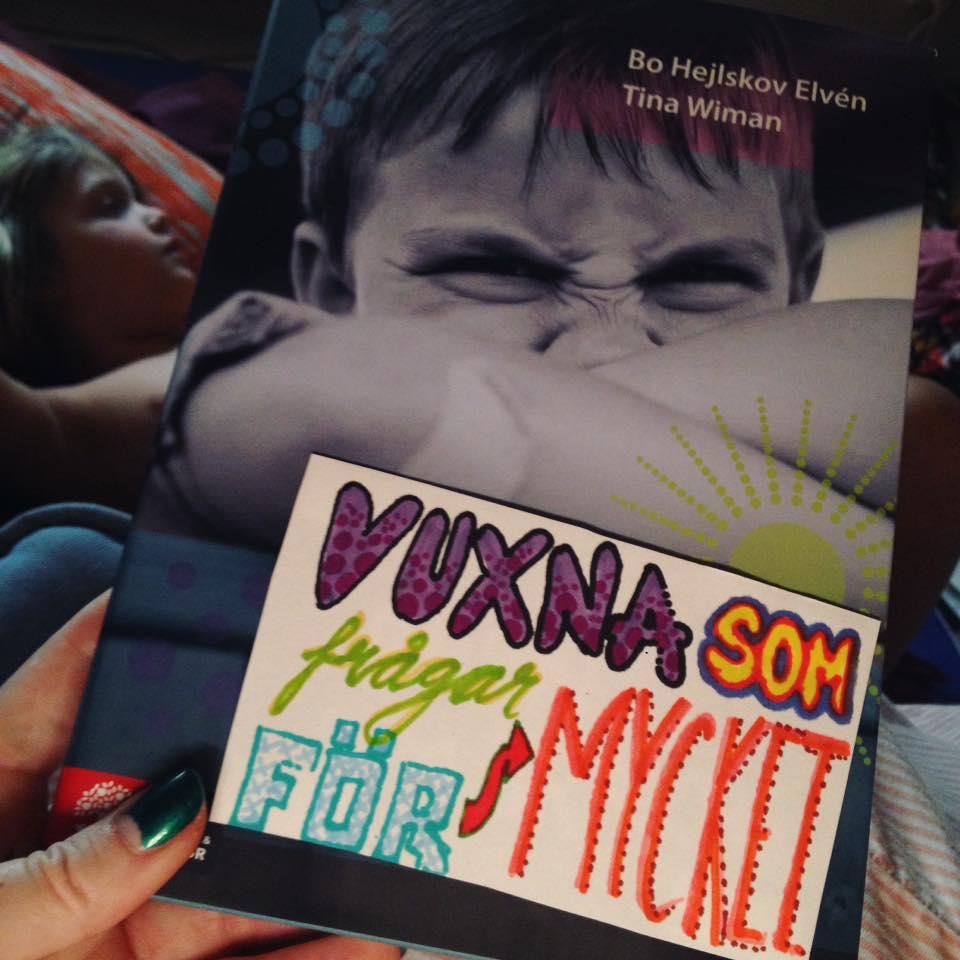 Bo Hejlskov Elvén
Tina Wiman
VUXNA SOM
frågar
FÖR MYCKET